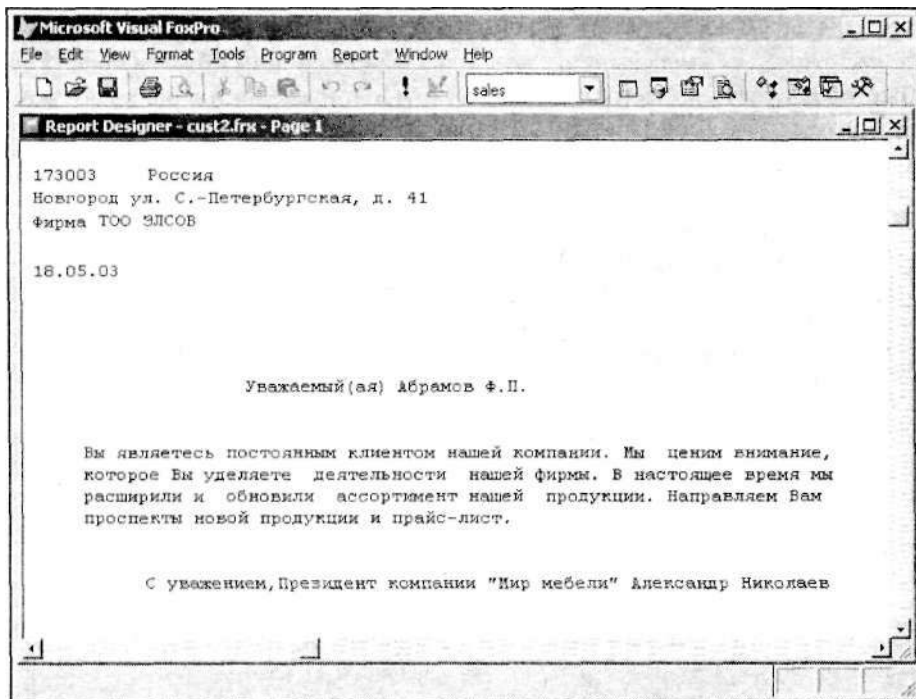 Microsoft Visual FoxPro
File Edit View Format Tools Program Report Window Help
sales
Report Designer - cust2.frx - Page 1
173003 Россия
Новгород ул. С.-Петербургская, д. 41
Фирма ТОО ЭЛСОВ
18.05.03
Уважаемый(ая) Абрамов Ф.П.
Вы являетесь постоянным клиентом нашей компании. Мы ценим внимание,
которое Вы уделяете деятельности нашей фирмы. В настоящее время мы
расширили и обновили ассортимент нашей продукции. Направляем Вам
проспекты новой продукции и прайс-лист.
С уважением,Президент компании "Мир мебели" Александр Николаев